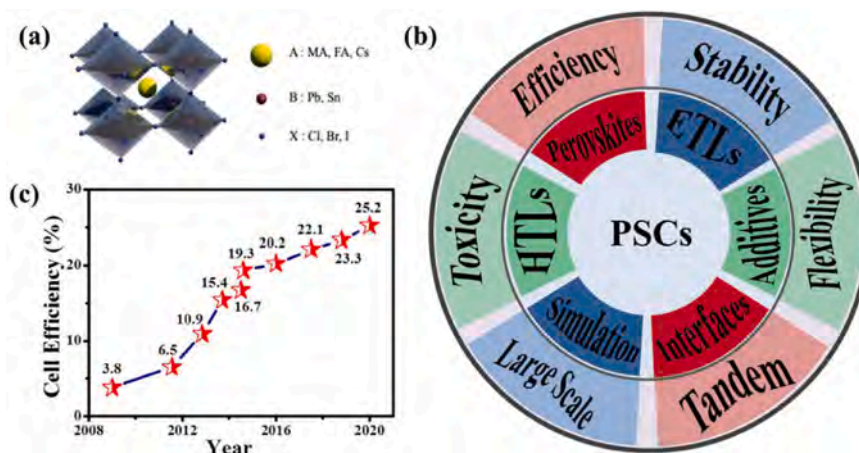 (a)
A : MA, FA, Cs
B : Pb, Sn
X : Cl, Br, I
(b)
Efficiency
Stability
Flexibility
Tandem
Large Scale
Toxicity
Perovskites
ETLs
Additives
Interfaces
Simulation
HTLs
PSCs
(c)
Cell Efficiency (%)
30
20
10
0
3.8
6.5
10.9
15.4
16.7
19.3
20.2
22.1
23.3
25.2
2008
2012
2016
2020
Year